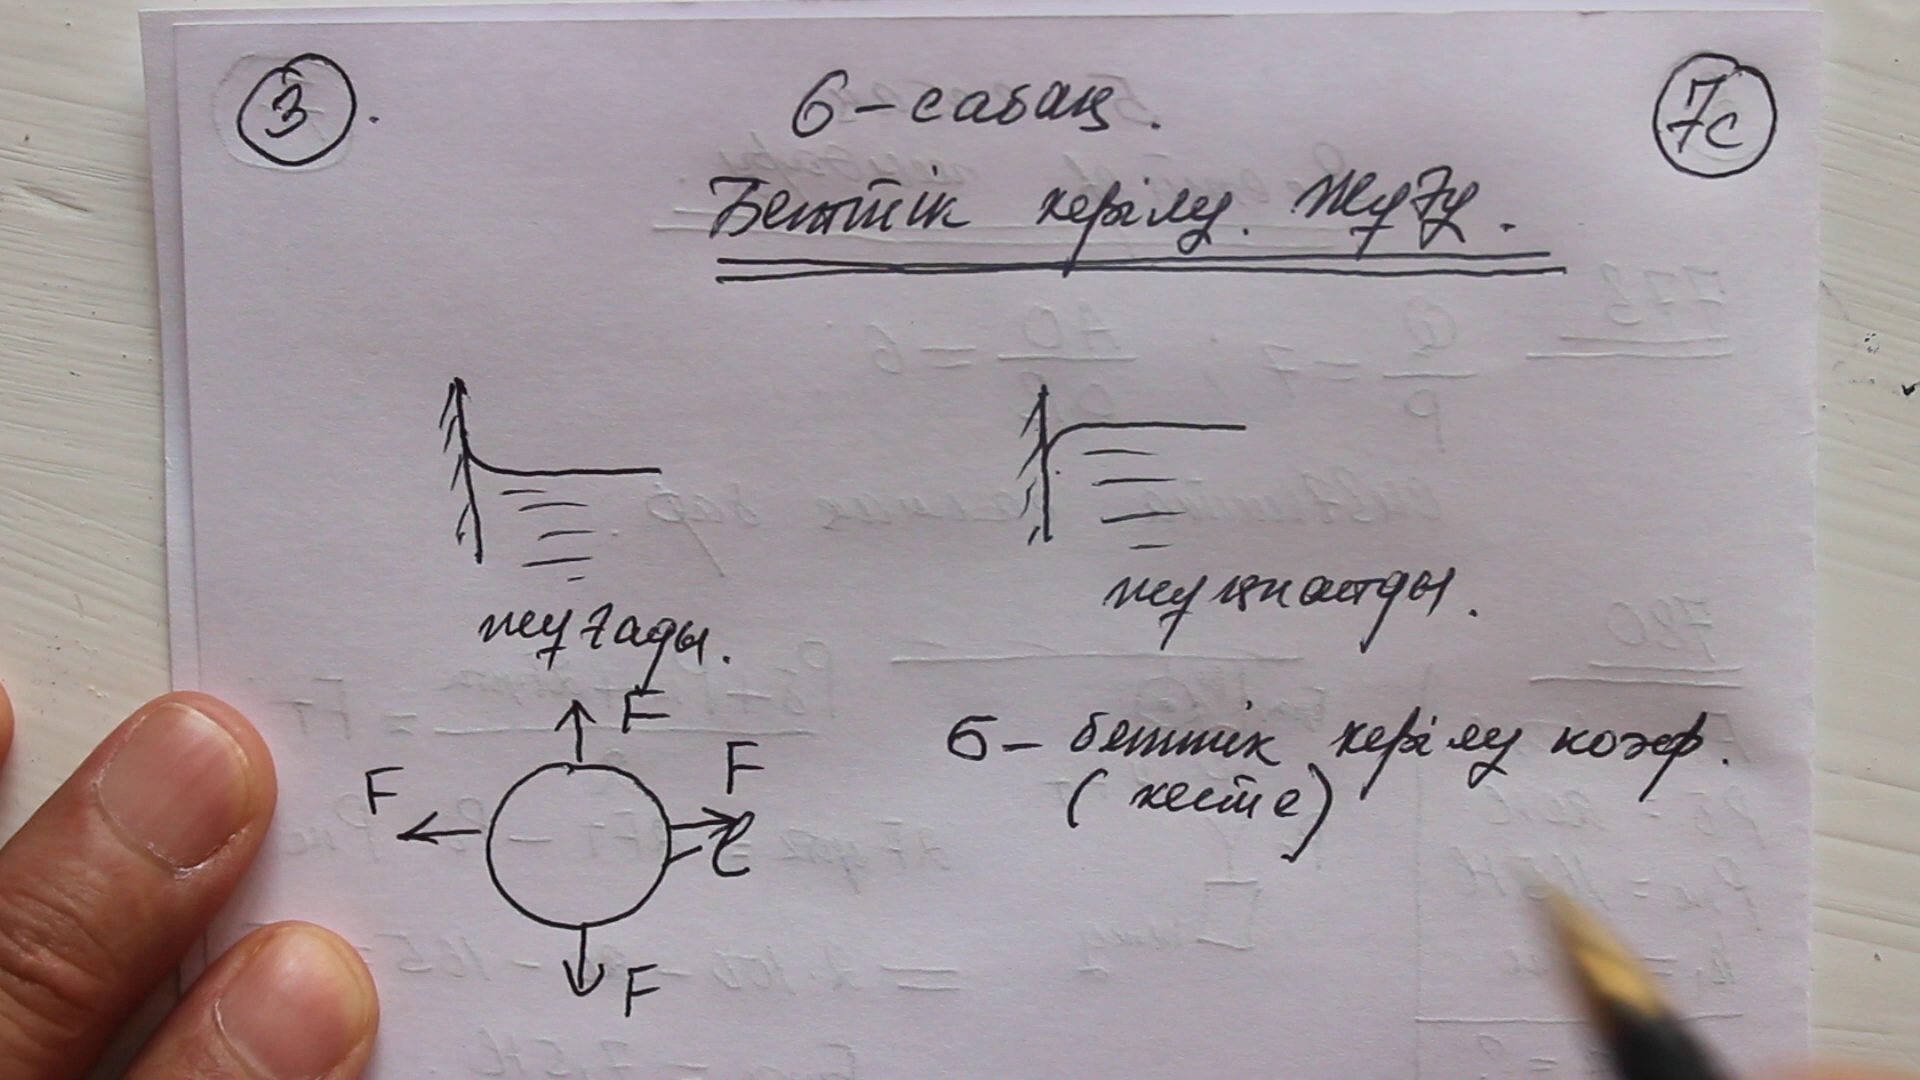 3. 6-сабақ. 7с
Беттік керілу. Жұғу.
жұғады. жұқпайды.
F
F F
ℓ
F
б - беттік керілу коэф.
(кесте)